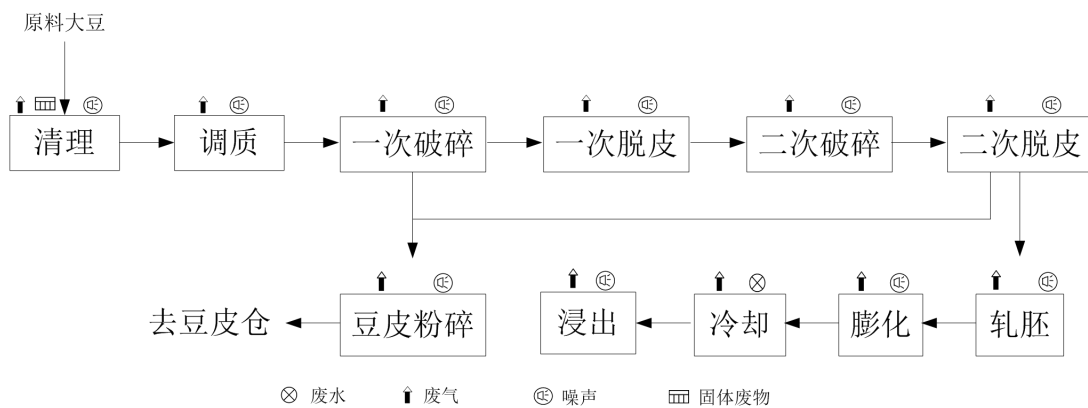 原料大豆
清理
调质
一次破碎
一次脱皮
二次破碎
二次脱皮
去豆皮仓
豆皮粉碎
浸出
冷却
膨化
轧胚
废水
废气
噪声
固体废物